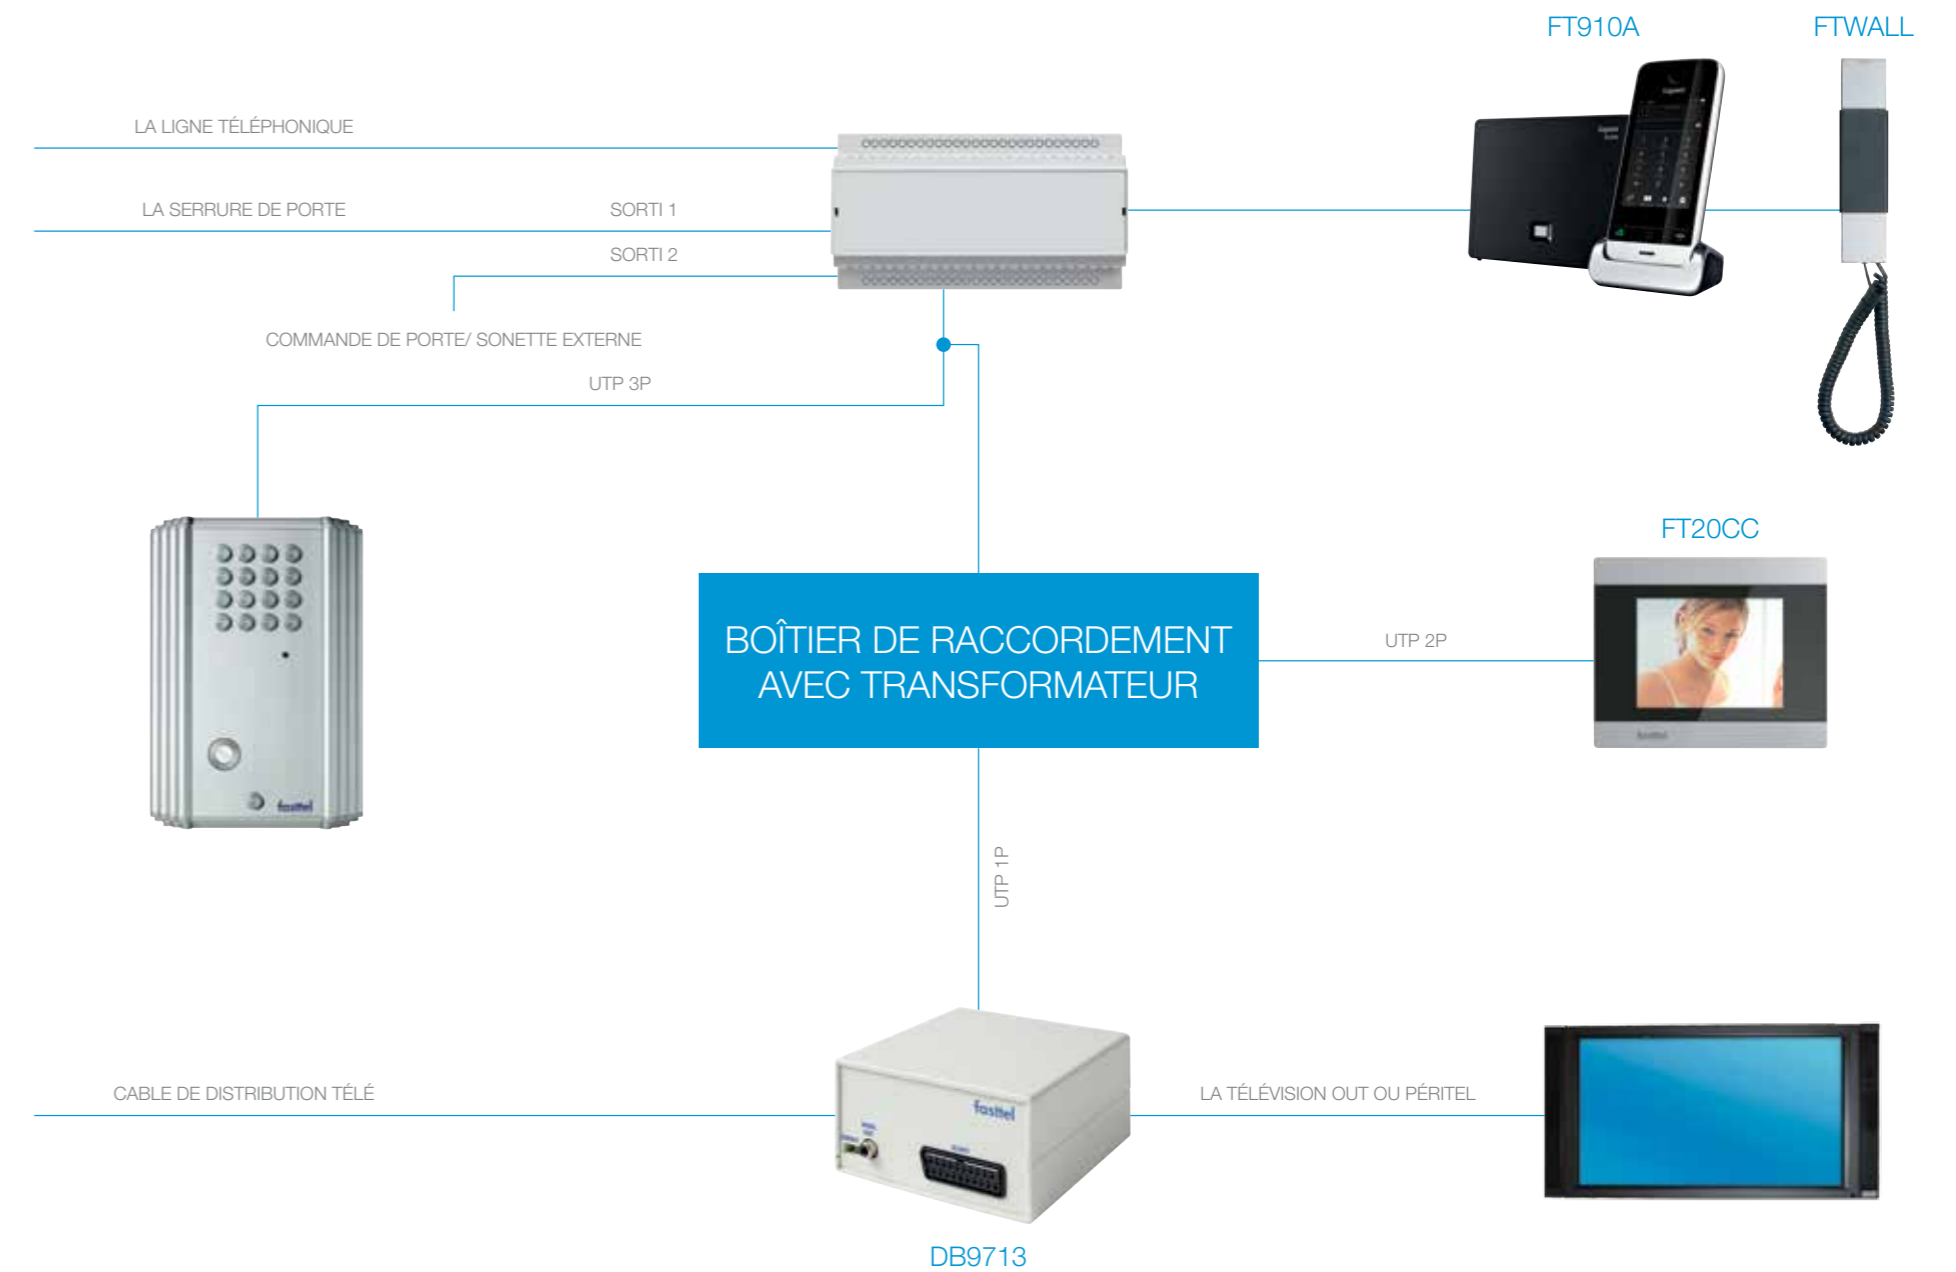 FT910A
FTWALL
LA LIGNE TÉLÉPHONIQUE
LA SERRURE DE PORTE
SORTI 1
SORTI 2
COMMANDE DE PORTE/ SONETTE EXTERNE
UTP 3P
FT20CC
BOÎTIER DE RACCORDEMENT
AVEC TRANSFORMATEUR
UTP 2P
fasttel
fasttel
UTP 1P
CABLE DE DISTRIBUTION TÉLÉ
fasttel
LA TÉLÉVISION OUT OU PÉRITEL
DB9713